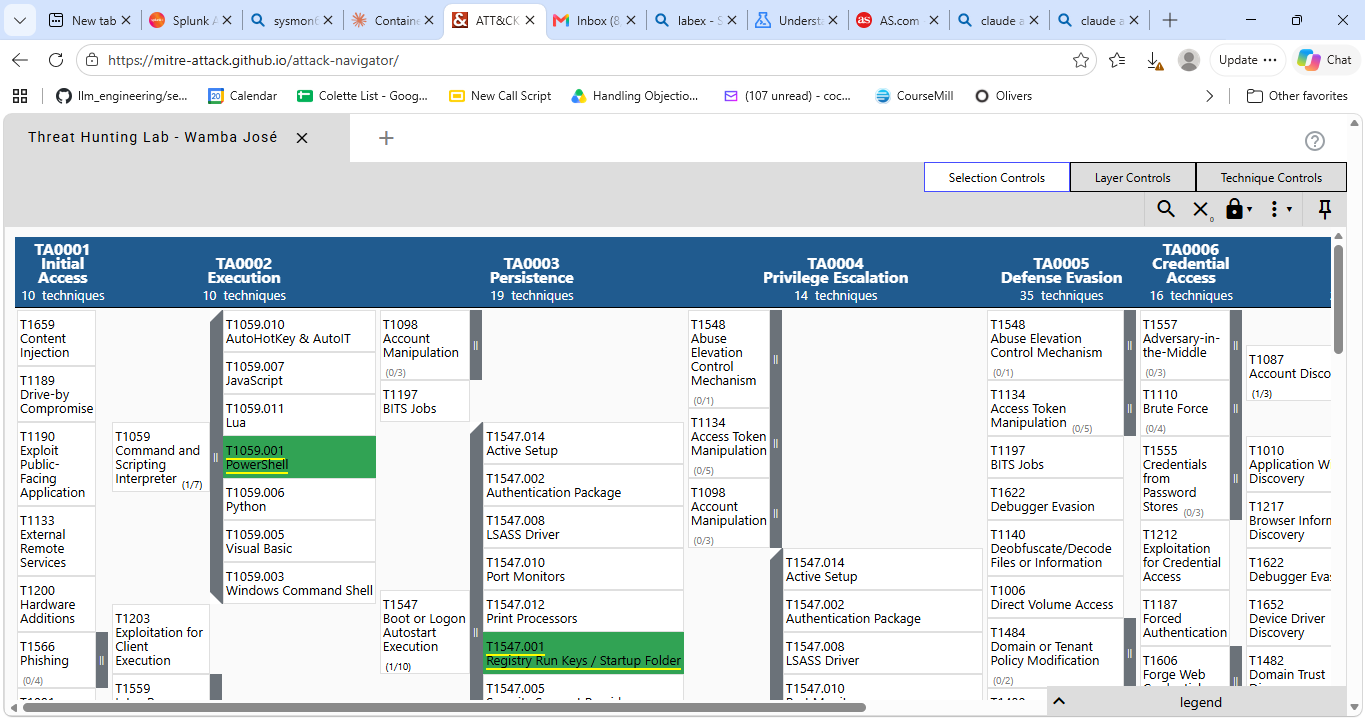 New tab
Splunk A
sysmon6
Containe
ATT&CK
Inbox (8,
labex - S
Underst
AS.com
claude a
claude a
https://mitre-attack.github.io/attack-navigator/
Update
Chat
llm_engineering/se...
Calendar
Colette List - Goog...
New Call Script
Handling Objectio...
(107 unread) - coc...
CourseMill
Olivers
Other favorites
Threat Hunting Lab - Wamba José
Selection Controls
Layer Controls
Technique Controls
0
TA0001
Initial
Access
10 techniques
TA0002
Execution
10 techniques
TA0003
Persistence
19 techniques
TA0004
Privilege Escalation
14 techniques
TA0005
Defense Evasion
35 techniques
TA0006
Credential
Access
16 techniques
T1659
Content
Injection
T1189
Drive-by
Compromise
T1190
Exploit
Public-
Facing
Application
T1133
External
Remote
Services
T1200
Hardware
Additions
T1566
Phishing
(0/4)
T1059
Command and
Scripting
Interpreter (1/7)
T1203
Exploitation for
Client
Execution
T1559
T1059.010
AutoHotKey & AutoIT
T1059.007
JavaScript
T1059.011
Lua
T1059.001
PowerShell
T1059.006
Python
T1059.005
Visual Basic
T1059.003
Windows Command Shell
T1098
Account
Manipulation
(0/3)
T1197
BITS Jobs
T1547
Boot or Logon
Autostart
Execution
(1/10)
T1547.014
Active Setup
T1547.002
Authentication Package
T1547.008
LSASS Driver
T1547.010
Port Monitors
T1547.012
Print Processors
T1547.001
Registry Run Keys / Startup Folder
T1547.005
T1548
Abuse
Elevation
Control
Mechanism
(0/1)
T1134
Access Token
Manipulation
(0/5)
T1098
Account
Manipulation
(0/3)
T1547.014
Active Setup
T1547.002
Authentication Package
T1547.008
LSASS Driver
T1547.010
T1548
Abuse Elevation
Control Mechanism
(0/1)
T1134
Access Token
Manipulation (0/5)
T1197
BITS Jobs
T1622
Debugger Evasion
T1140
Deobfuscate/Decode
Files or Information
T1006
Direct Volume Access
T1484
Domain or Tenant
Policy Modification
(0/2)
T1557
Adversary-in-
the-Middle
(0/3)
T1110
Brute Force
(0/4)
T1555
Credentials
from
Password
Stores (0/3)
T1212
Exploitation
for Credential
Access
T1187
Forced
Authentication
T1606
Forge Web
T1087
Account Disco
(1/3)
T1010
Application W
Discovery
T1217
Browser Inform
Discovery
T1622
Debugger Evas
T1652
Device Driver
Discovery
T1482
Domain Trust
legend